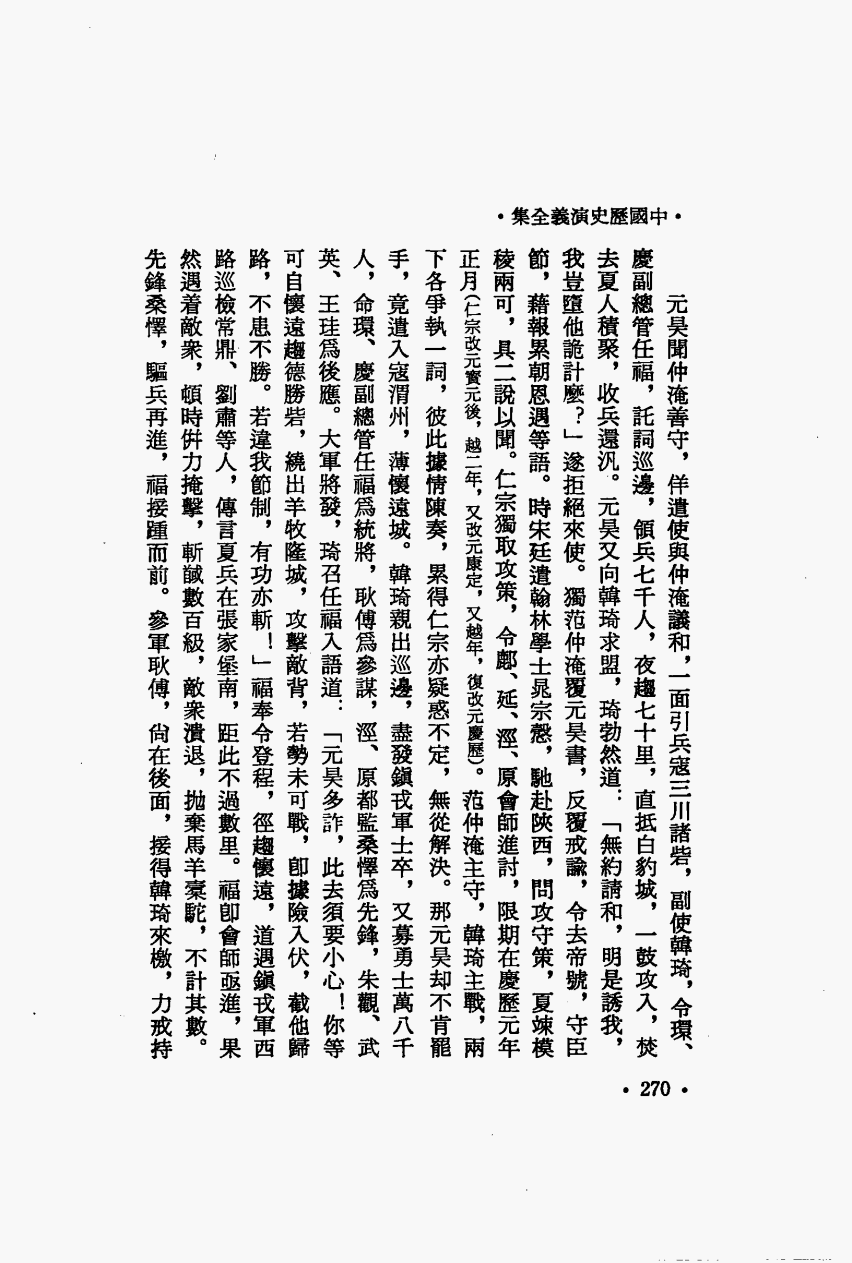 ·中國歷史演義全集·
元昊聞仲淹善守，佯遣使與仲淹議和，一面引兵寇三川諸砦，副使韓琦，令環、
慶副總管任福，託詞巡邊，領兵七千人，夜趨七十里，直抵白豹城，一鼓攻入，焚
去夏人積聚，收兵還汎。元昊又向韓琦求盟，琦勃然道：「無約請和，明是誘我，
我豈墮他詭計麼？」遂拒絕來使。獨范仲淹覆元昊書，反覆戒諭，令去帝號，守臣
節，藉報累朝恩遇等語。時宋廷遣翰林學士晁宗慤，馳赴陝西，問攻守策，夏竦模
稜兩可，具二說以聞。仁宗獨取攻策，令鄜、延、涇、原會師進討，限期在慶歷元年
正月（仁宗改元寳元後，越二年，又改元康定，又越年，復改元慶歷）。范仲淹主守，韓琦主戰，兩
下各爭執一詞，彼此據情陳奏，累得仁宗亦疑惑不定，無從解決。那元昊却不肯罷
手，竟遣入寇渭州，薄懷遠城。韓琦親出巡邊，盡發鎭戎軍士卒，又募勇士萬八千
人，命環、慶副總管任福爲統將，耿傅爲參謀，涇、原都監桑懌爲先鋒，朱觀、武
英、王珪爲後應。大軍將發，琦召任福入語道：「元昊多詐，此去須要小心！你等
可自懷遠趨德勝砦，繞出羊牧隆城，攻擊敵背，若勢未可戰，卽據險入伏，截他歸
路，不患不勝。若違我節制，有功亦斬！」福奉令登程，徑趨懷遠，道遇鎭戎軍西
路巡檢常鼎、劉肅等人，傳言夏兵在張家堡南，距此不過數里。福卽會師亟進，果
然遇着敵衆，頓時併力掩擊，斬馘數百級，敵衆潰退，拋棄馬羊橐駝，不計其數。
先鋒桑懌，驅兵再進，福接踵而前。參軍耿傅，尙在後面，接得韓琦來檄，力戒持
·270·